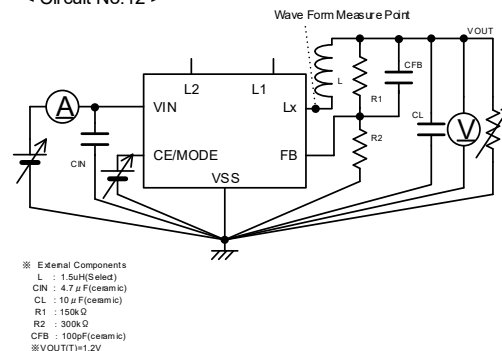 < Circuit No.12 >
Wave Form Measure Point
VOUT
L2
L1
L
CFB
R1
A
VIN
Lx
CL
V
CIN
R2
CE/MODE
FB
VSS
※ External Components
L : 1.5uH(Select)
CIN : 4.7μF(ceramic)
CL : 10μF(ceramic)
R1 : 150kΩ
R2 : 300kΩ
CFB : 100pF(ceramic)
※VOUT(T)=1.2V